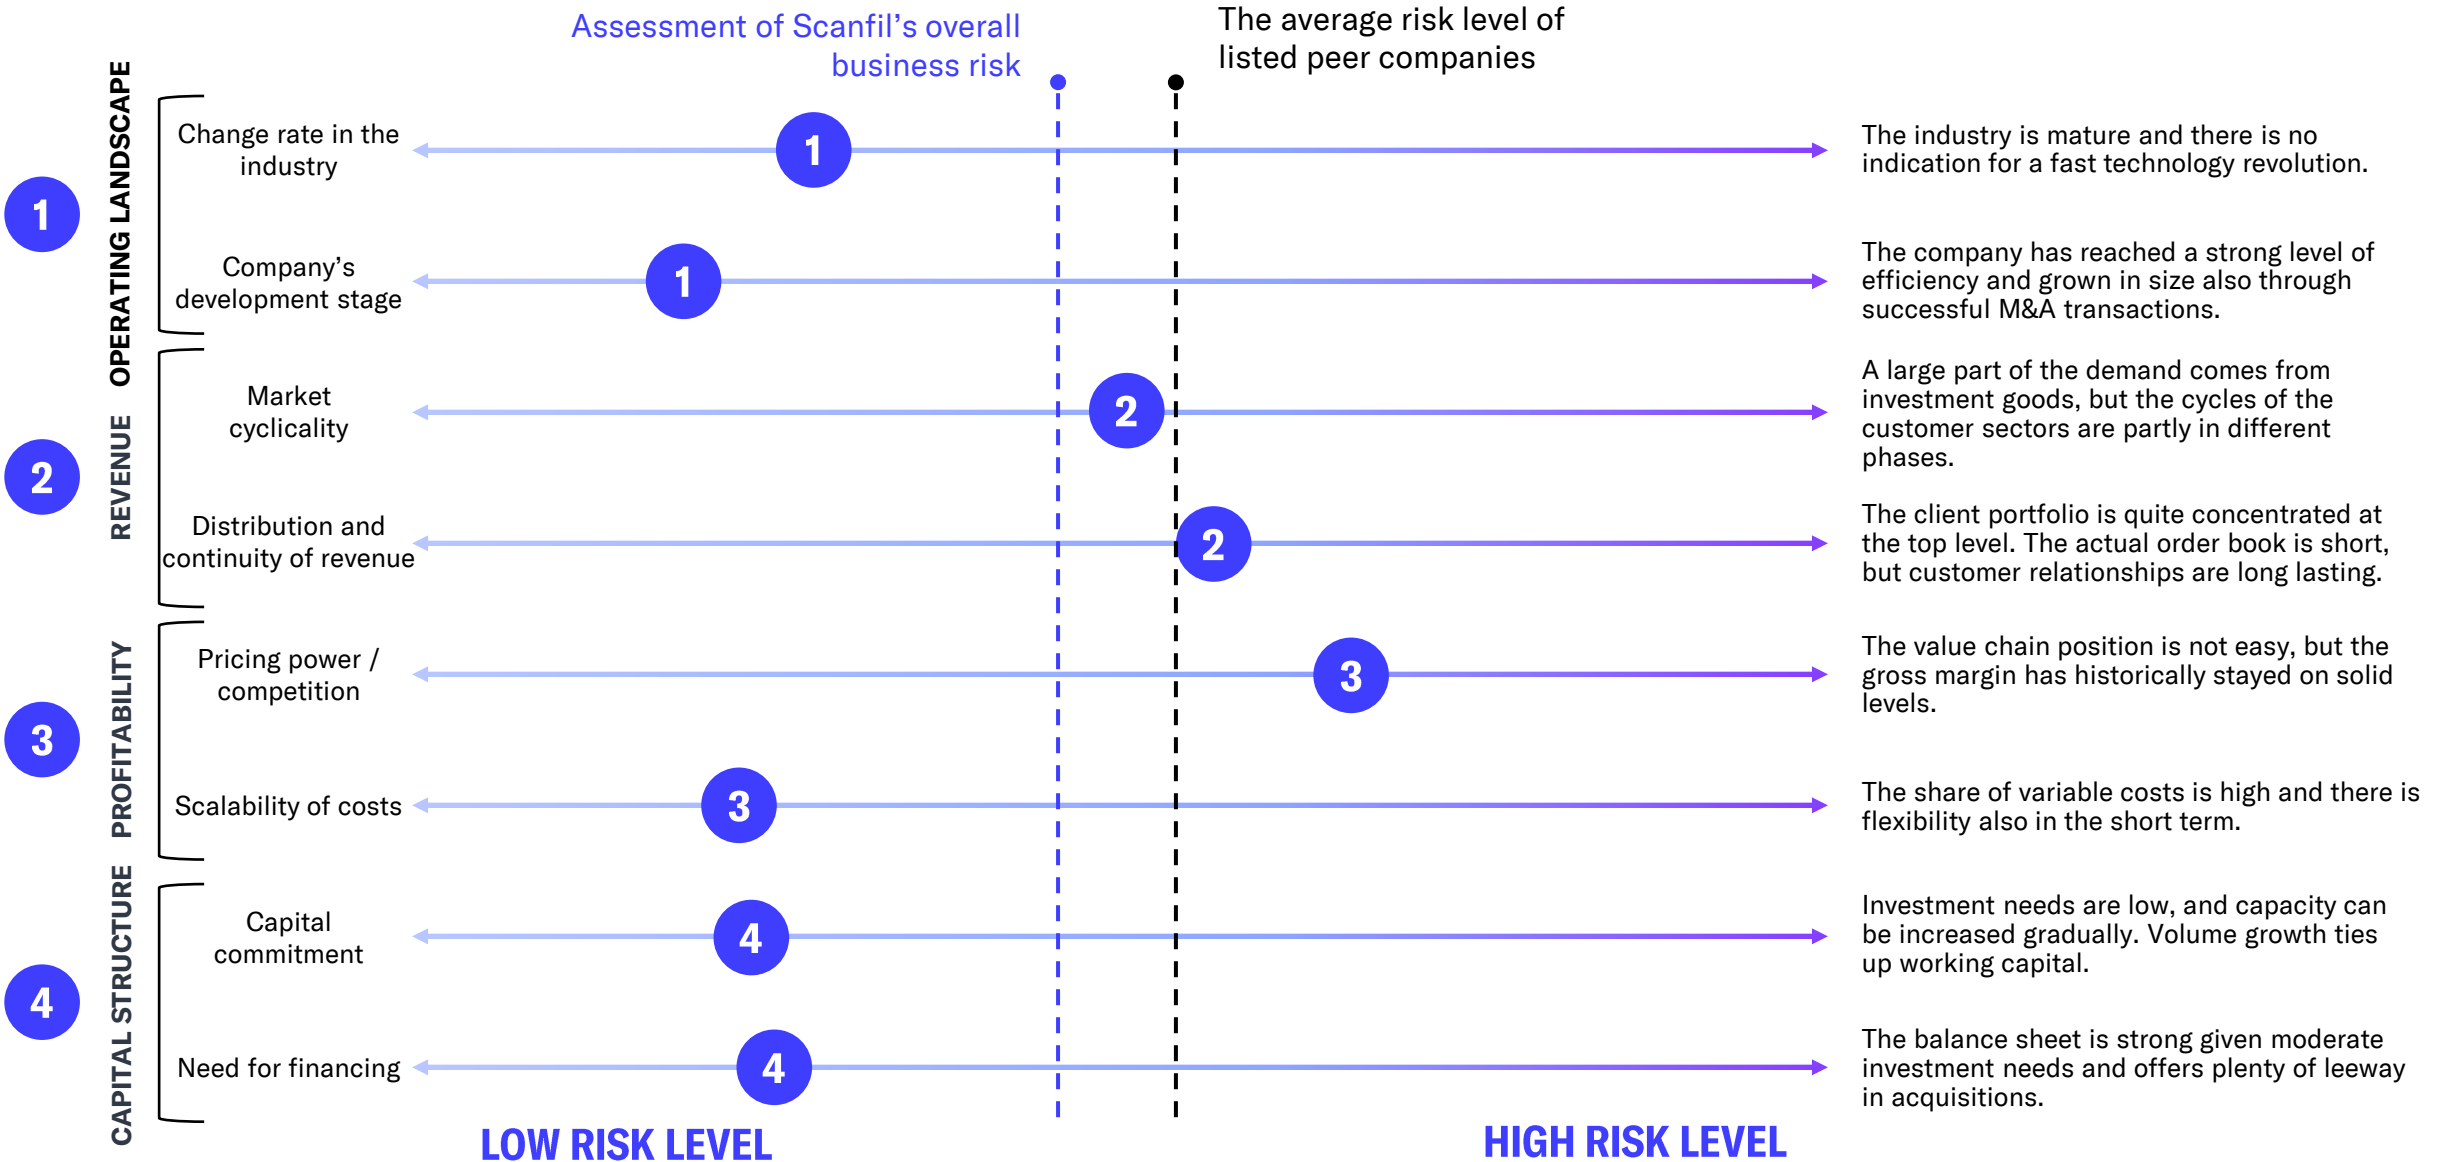 Assessment of Scanfil’s overall
business risk
The average risk level of
listed peer companies
1
OPERATING LANDSCAPE
Change rate in the
industry
1
The industry is mature and there is no
indication for a fast technology revolution.
Company’s
development stage
1
The company has reached a strong level of
efficiency and grown in size also through
successful M&A transactions.
2
REVENUE
Market
cyclicality
2
A large part of the demand comes from
investment goods, but the cycles of the
customer sectors are partly in different
phases.
Distribution and
continuity of revenue
2
The client portfolio is quite concentrated at
the top level. The actual order book is short,
but customer relationships are long lasting.
3
PROFITABILITY
Pricing power /
competition
3
The value chain position is not easy, but the
gross margin has historically stayed on solid
levels.
Scalability of costs
3
The share of variable costs is high and there is
flexibility also in the short term.
4
CAPITAL STRUCTURE
Capital
commitment
4
Investment needs are low, and capacity can
be increased gradually. Volume growth ties
up working capital.
Need for financing
4
The balance sheet is strong given moderate
investment needs and offers plenty of leeway
in acquisitions.
LOW RISK LEVEL
HIGH RISK LEVEL